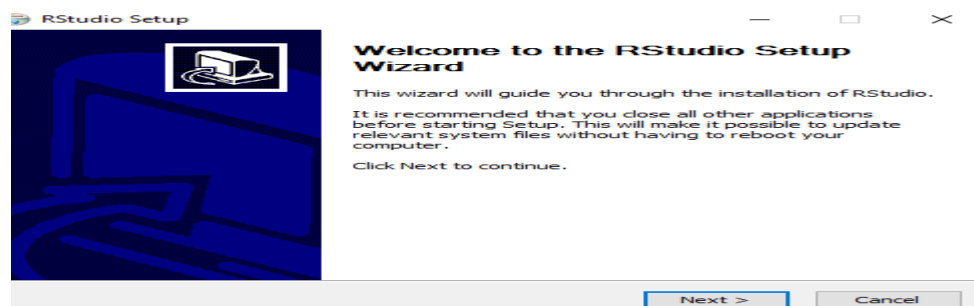 RStudio Setup
Welcome to the RStudio Setup
Wizard
This wizard will guide you through the installation of RStudio.
It is recommended that you close all other applications
before starting Setup. This will make it possible to update
relevant system files without having to reboot your
computer.
Click Next to continue.
Next >
Cancel